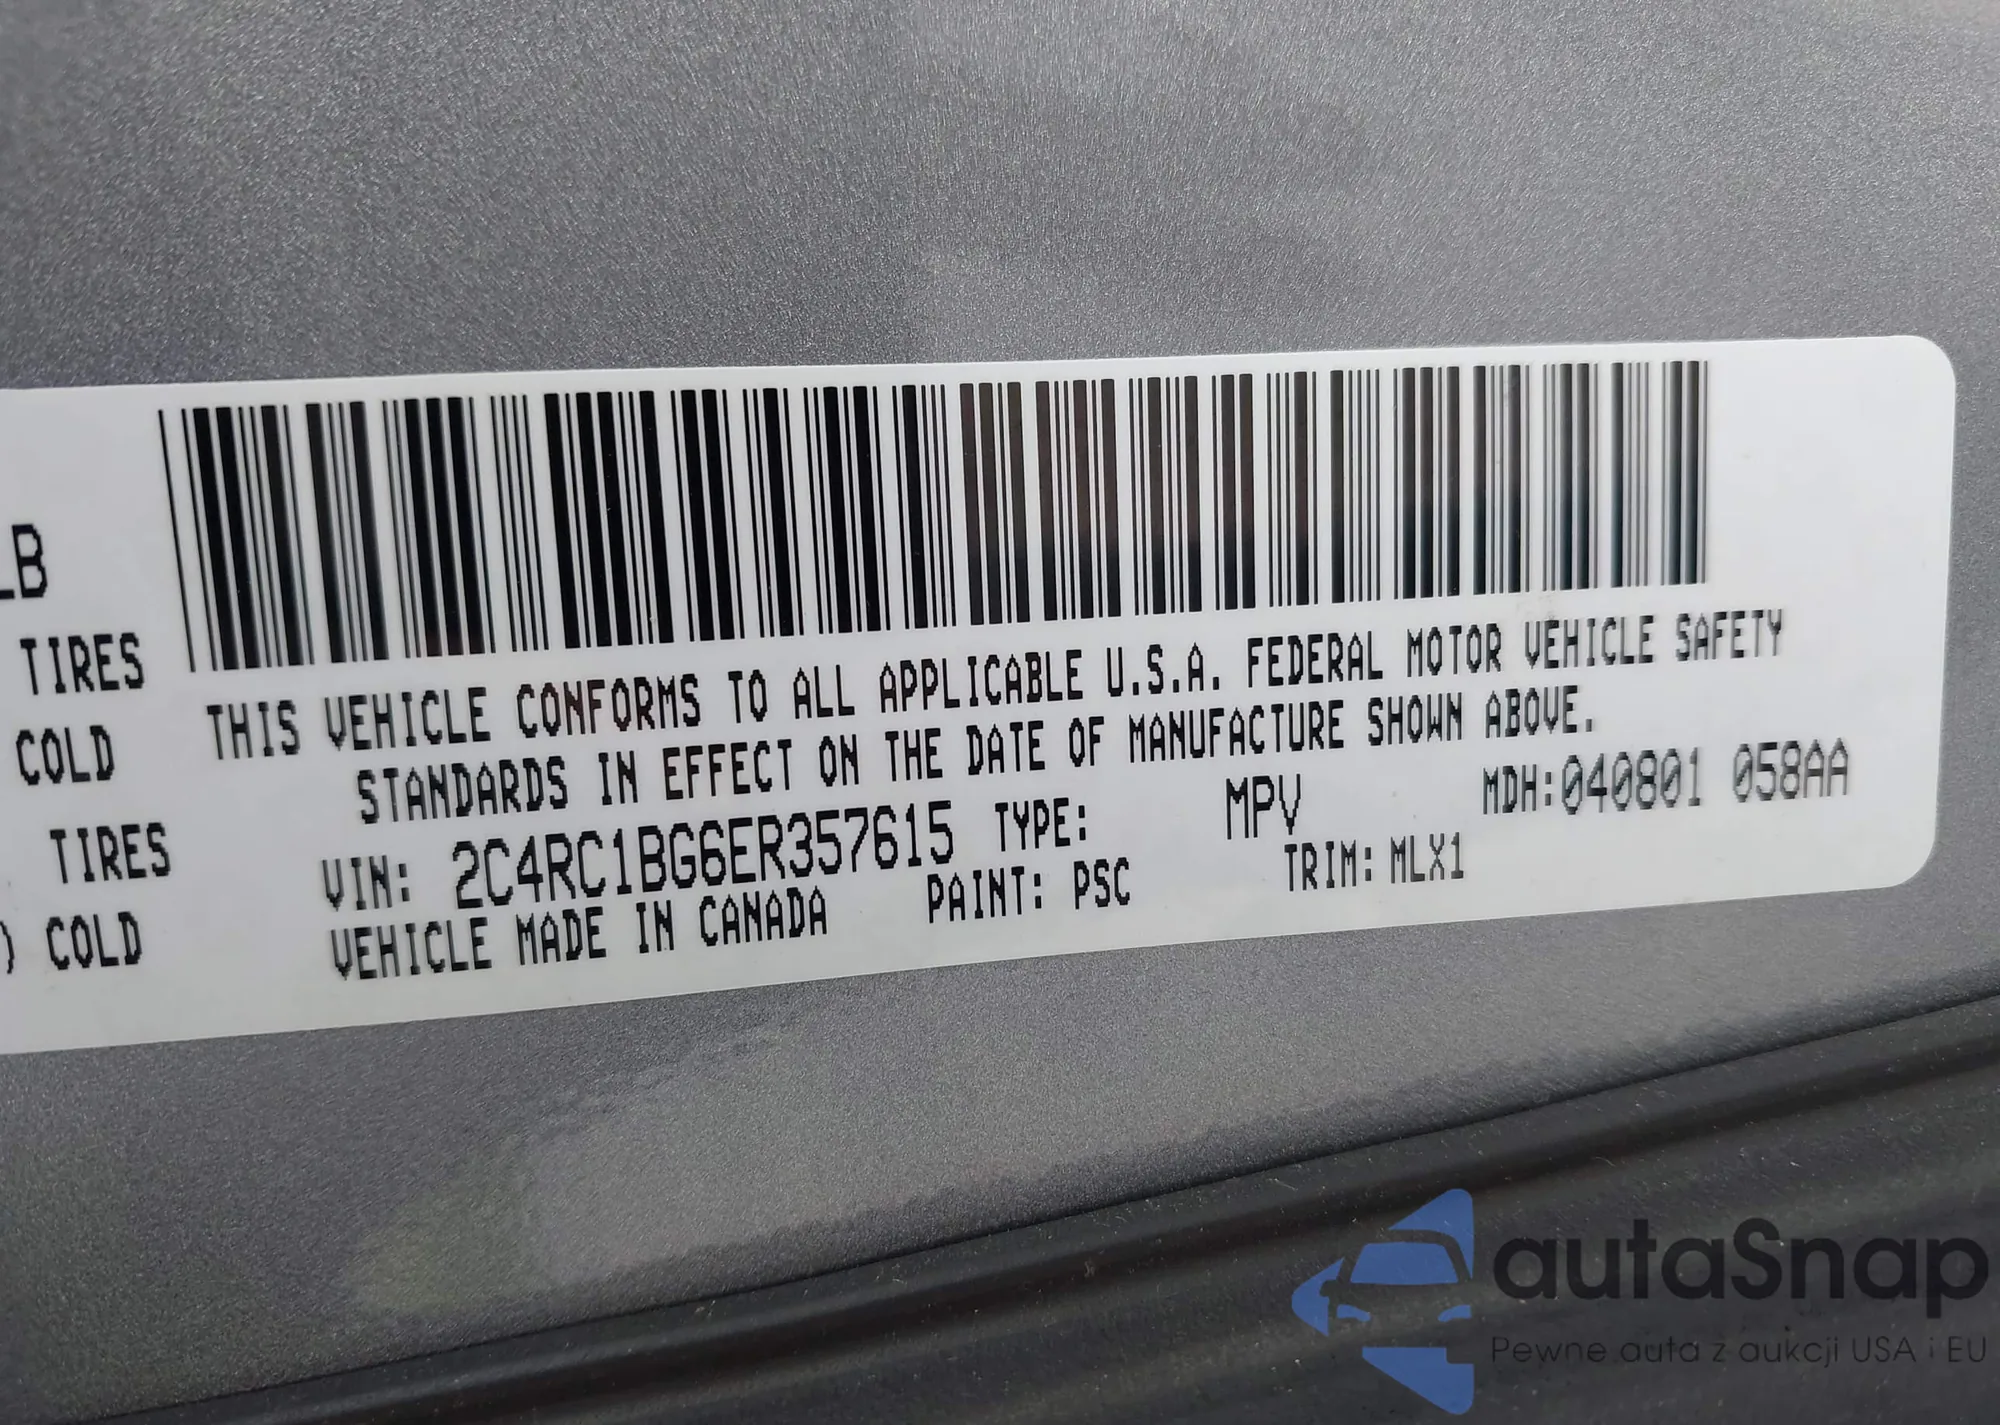 LB
TIRES
COLD
TIRES
) COLD
THIS VEHICLE CONFORMS TO ALL APPLICABLE U.S.A. FEDERAL MOTOR VEHICLE SAFETY
STANDARDS IN EFFECT ON THE DATE OF MANUFACTURE SHOWN ABOVE.
VIN: 2C4RC1BG6ER357615 TYPE: MPV MDH:040801 058AA
VEHICLE MADE IN CANADA PAINT: PSC TRIM: MLX1
autaSnap
Pewne auta z aukcji USA i EU